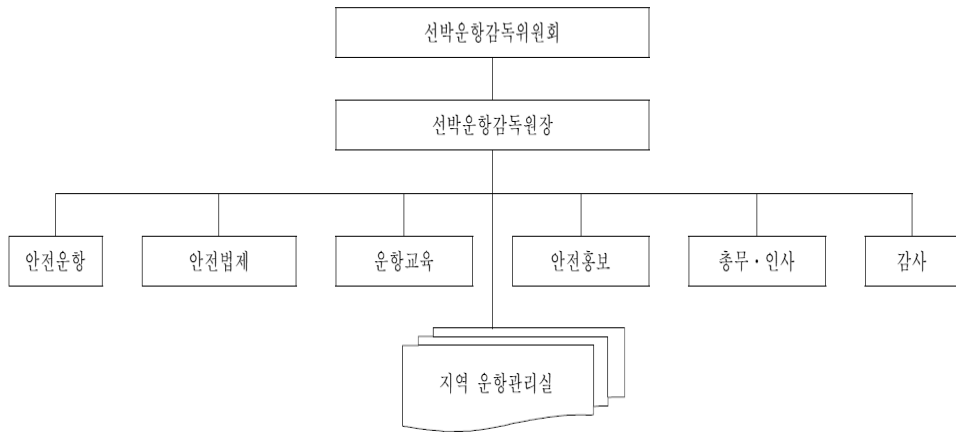 선박운항감독위원회
선박운항감독원장
안전운항
안전법제
운항교육
안전홍보
총무·인사
감사
지역 운항관리실